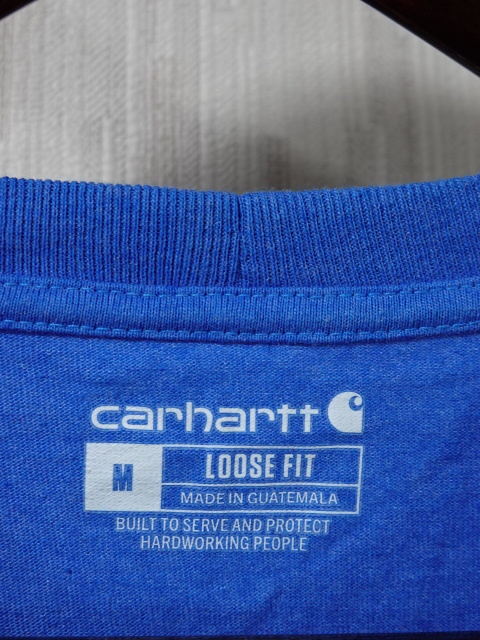 carhartt
M
LOOSE FIT
MADE IN GUATEMALA
BUILT TO SERVE AND PROTECT
HARDWORKING PEOPLE